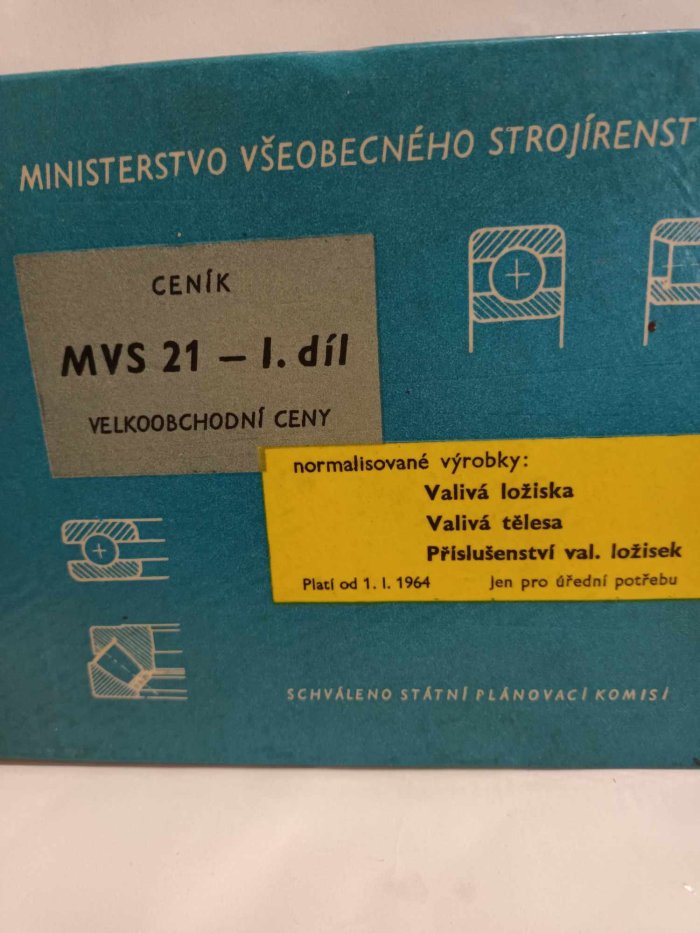 MINISTERSTVO VŠEOBECNÉHO STROJÍRENST
CENÍK
MVS 21 – I. díl
VELKOOBCHODNÍ CENY
normalisované výrobky:
Valivá ložiska
Valivá tělesa
Příslušenství val. ložisek
Platí od 1. I. 1964 Jen pro úřední potřebu
SCHVÁLENO STÁTNÍ PLÁNOVACÍ KOMISÍ